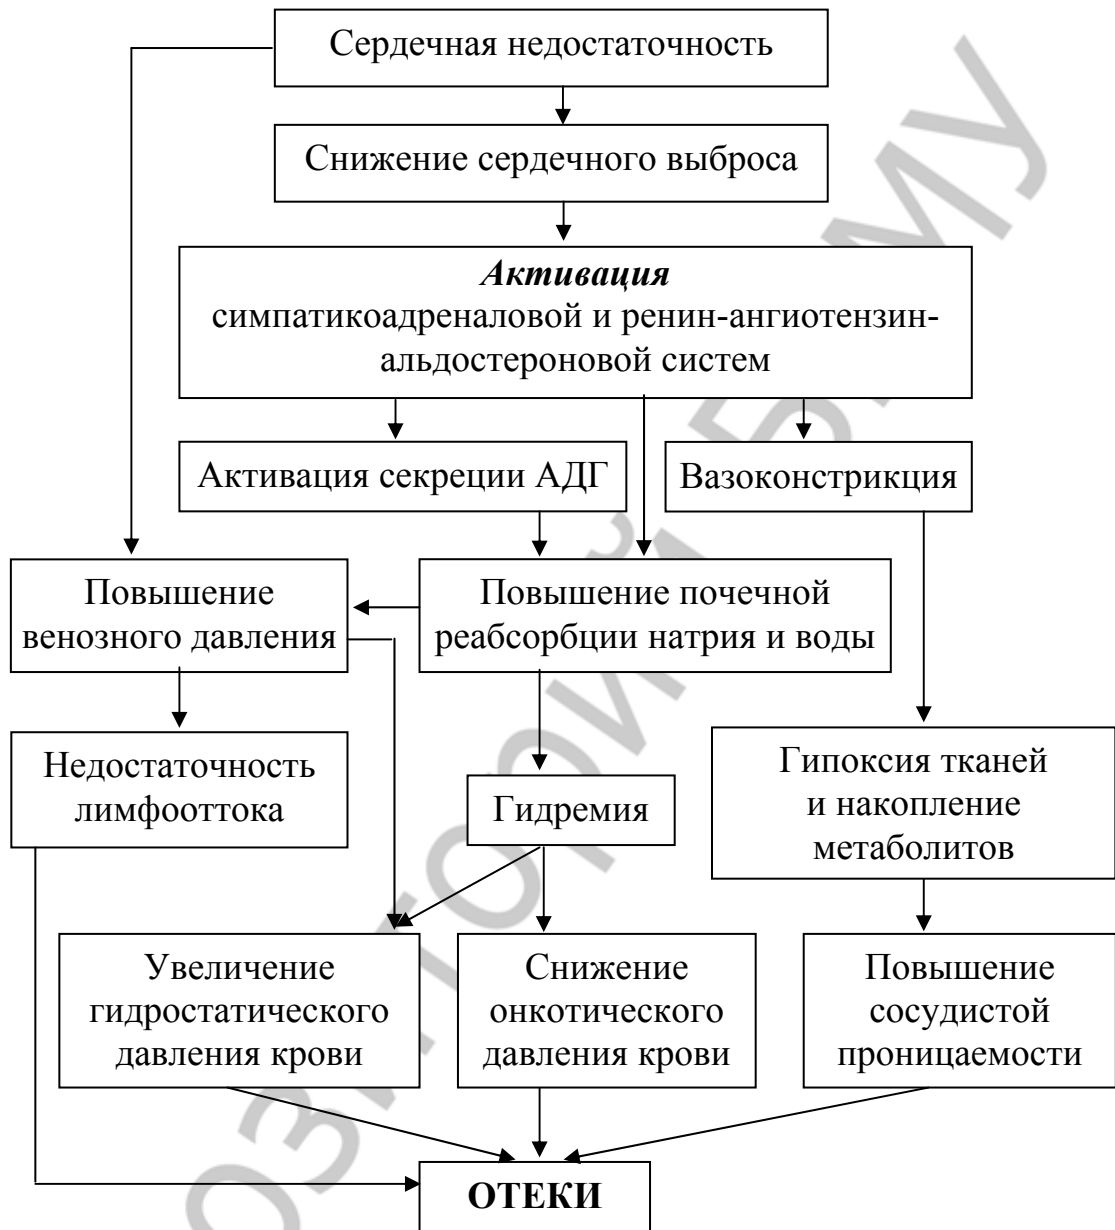 Сердечная недостаточность
Снижение сердечного выброса
Активация
симпатикоадреналовой и ренин-ангиотензин-
альдостероновой систем
Активация секреции АДГ
Вазоконстрикция
Повышение
венозного давления
Повышение почечной
реабсорбции натрия и воды
Недостаточность
лимфооттока
Гидремия
Гипоксия тканей
и накопление
метаболитов
Увеличение
гидростатического
давления крови
Снижение
онкотического
давления крови
Повышение
сосудистой
проницаемости
ОТЕКИ